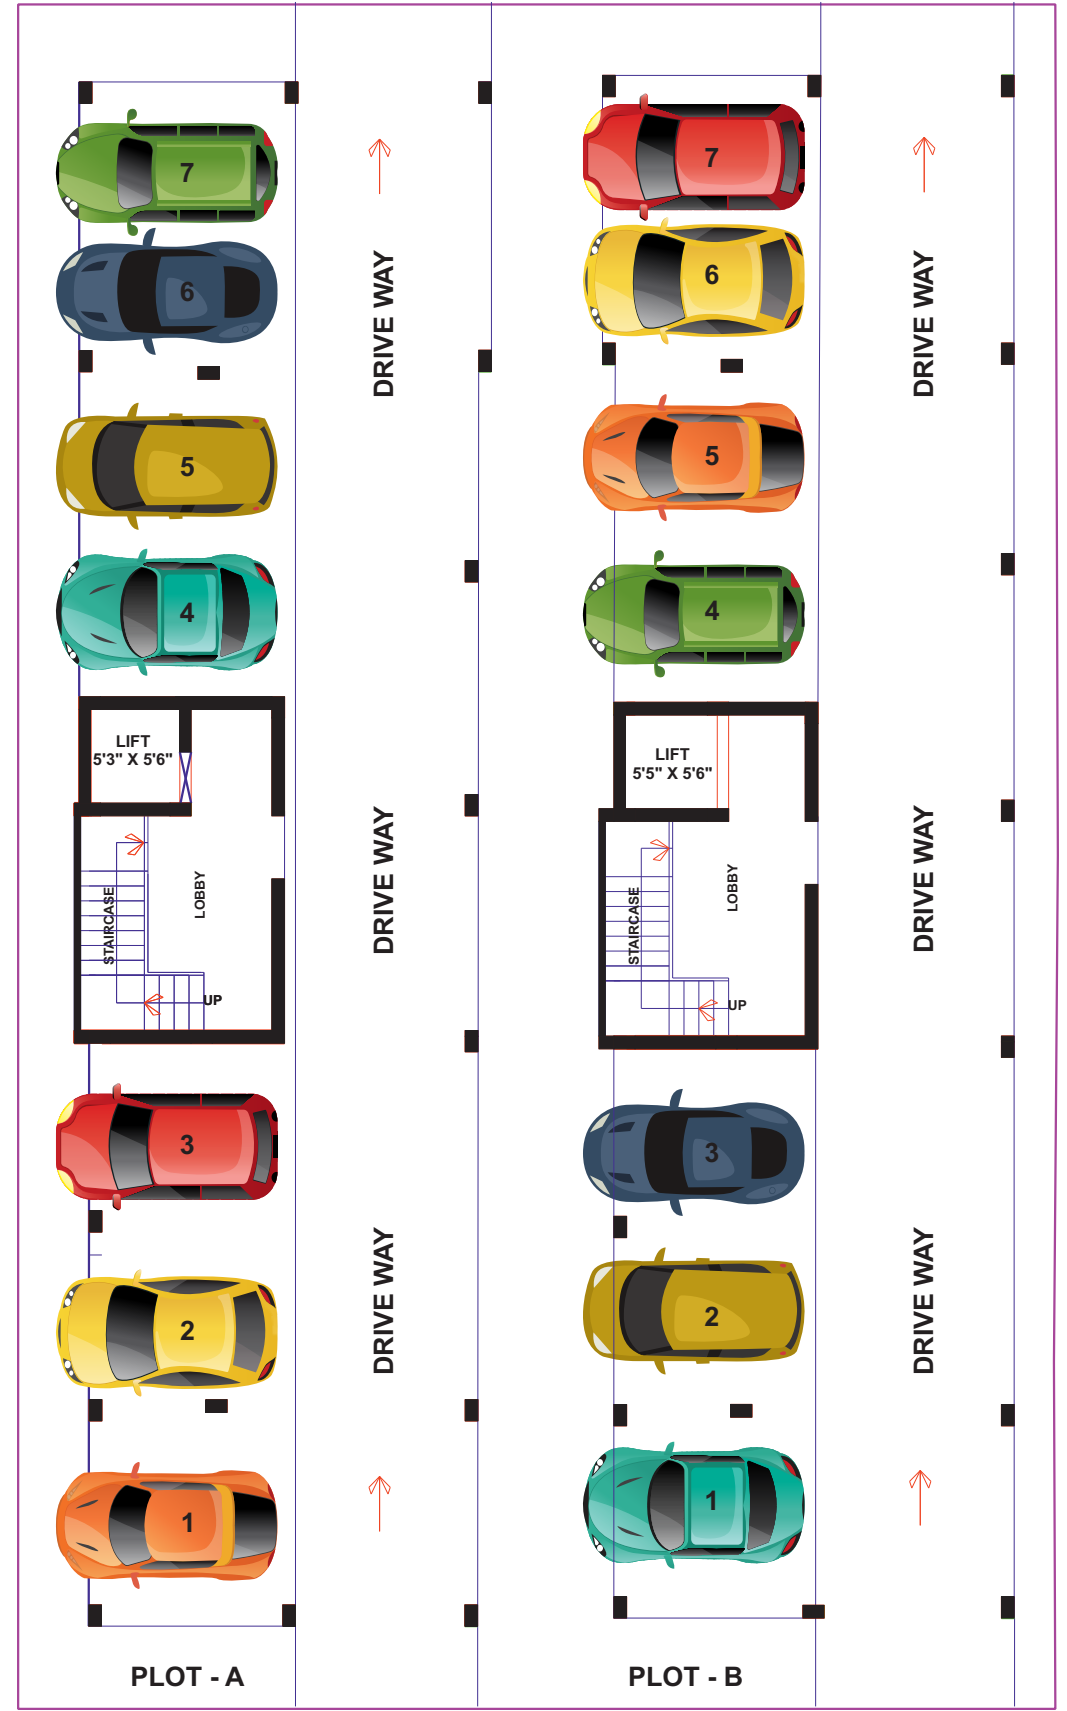 7
6
5
4
LIFT
5'3" X 5'6"
STAIRCASE
LOBBY
UP
3
2
1
DRIVE WAY
DRIVE WAY
DRIVE WAY
PLOT - A
7
6
5
4
LIFT
5'5" X 5'6"
STAIRCASE
LOBBY
UP
3
2
1
DRIVE WAY
DRIVE WAY
DRIVE WAY
PLOT - B